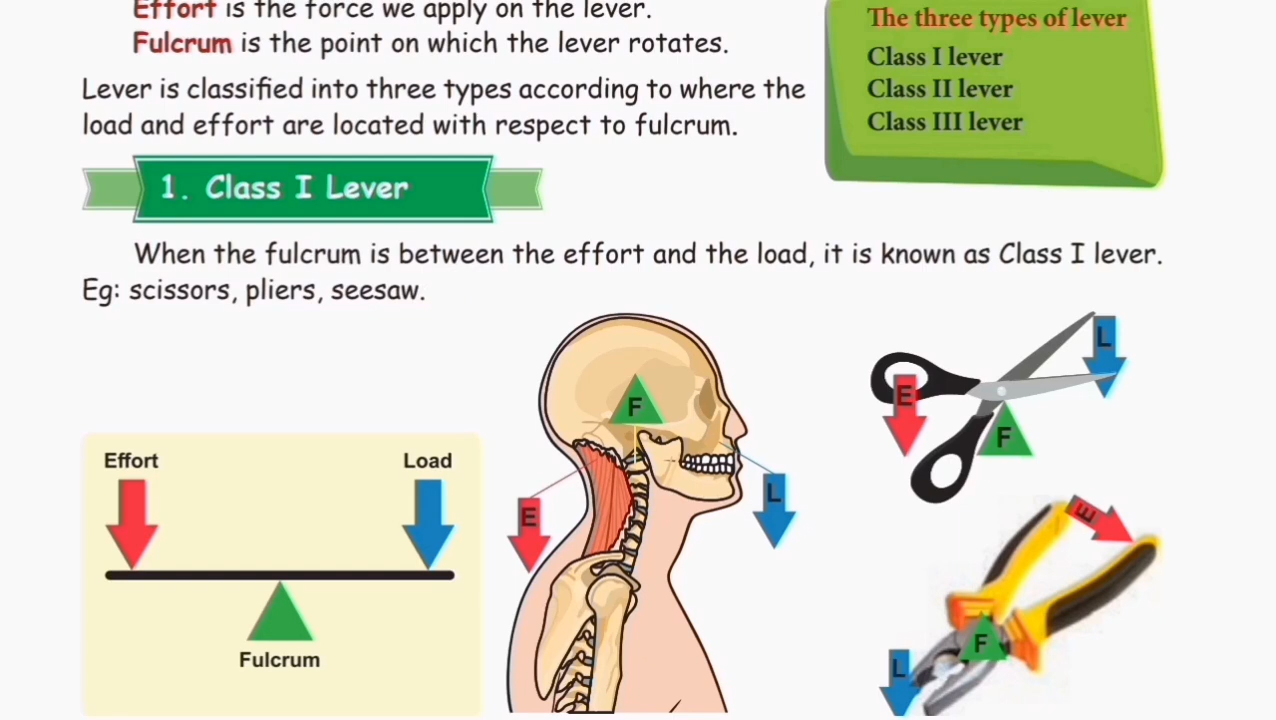 Effort is the force we apply on the lever.
Fulcrum is the point on which the lever rotates.
Lever is classified into three types according to where the
load and effort are located with respect to fulcrum.
The three types of lever
Class I lever
Class II lever
Class III lever
1. Class I Lever
When the fulcrum is between the effort and the load, it is known as Class I lever.
Eg: scissors, pliers, seesaw.
Effort
Load
Fulcrum
F
E
L
L
E
F
E
F
L